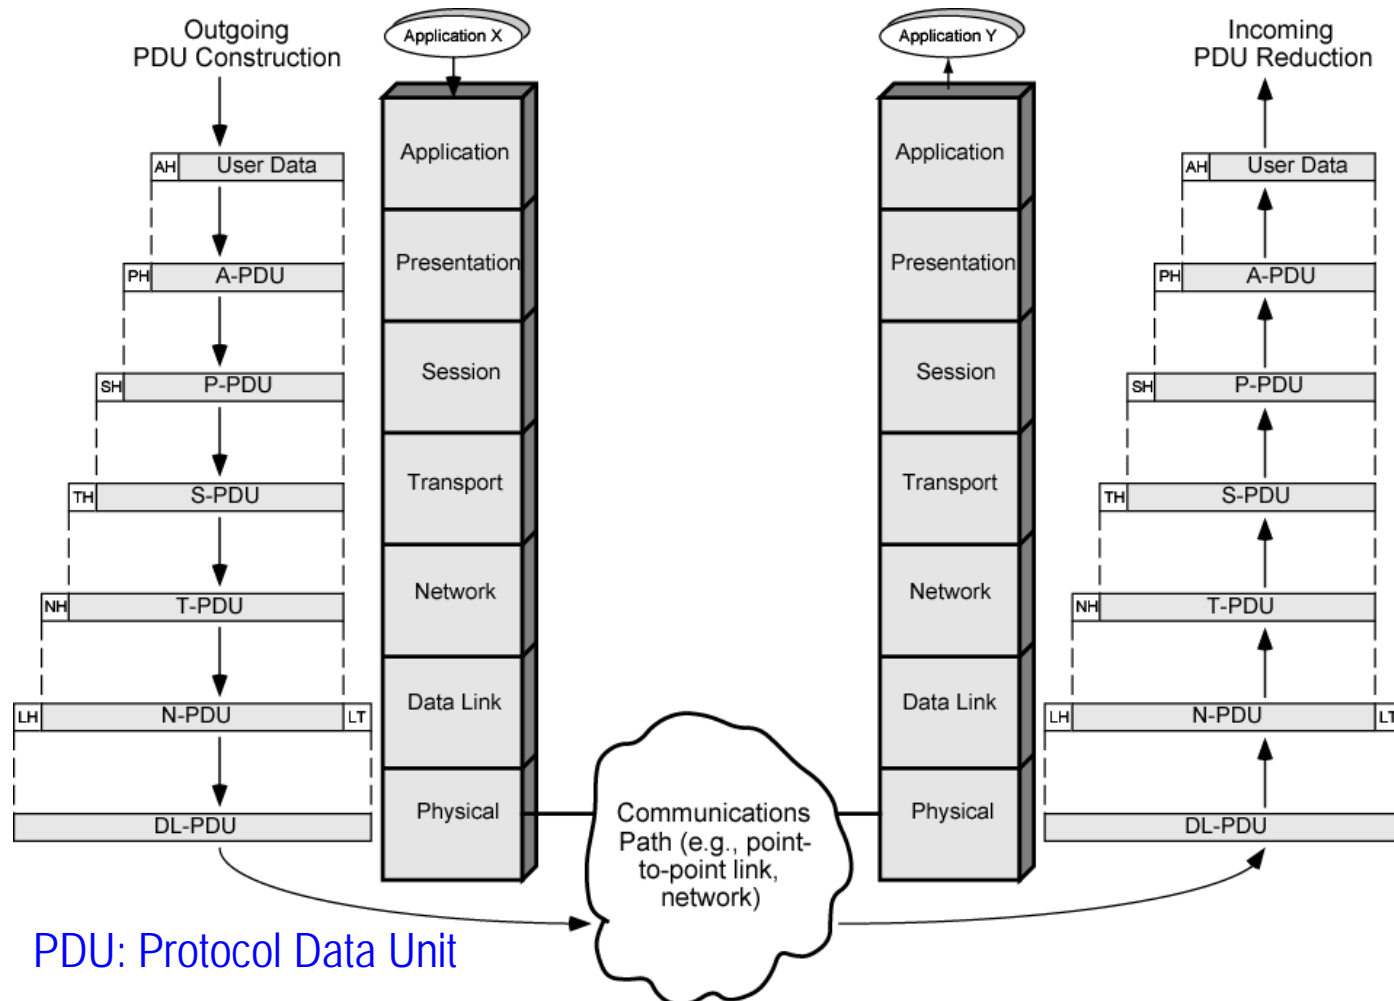 Outgoing
PDU Construction
Application X
Application Y
Incoming
PDU Reduction
AH User Data
PH A-PDU
SH P-PDU
TH S-PDU
NH T-PDU
LH N-PDU LT
DL-PDU
Application
Presentation
Session
Transport
Network
Data Link
Physical
Communications
Path (e.g., point-
to-point link,
network)
Application
Presentation
Session
Transport
Network
Data Link
Physical
AH User Data
PH A-PDU
SH P-PDU
TH S-PDU
NH T-PDU
LH N-PDU LT
DL-PDU
PDU: Protocol Data Unit